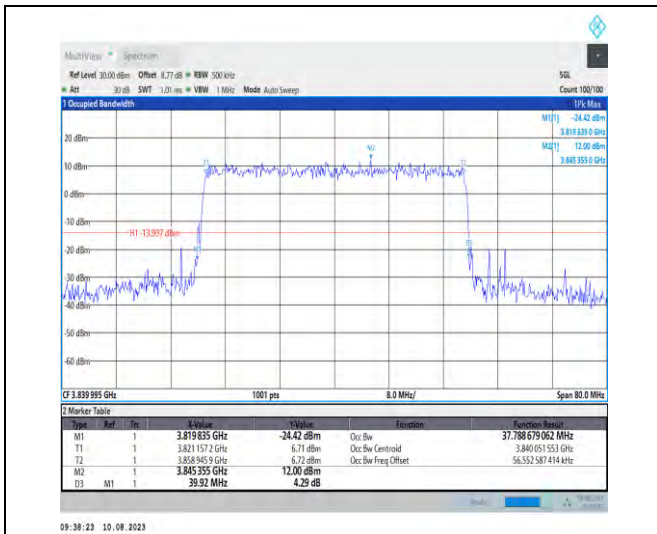 MultiView Spectrum
Ref Level 30.00 dBm Offset 8.77 dB RBW 500 kHz SGL
Att 30 dB SWT 1.01 ms VBW 1 MHz Mode Auto Sweep Count 100/100
1 Occupied Bandwidth 1Pk Max
M1[1] -24.42 dBm
3.819 835 0 GHz
20 dBm
M2[1] 12.00 dBm
3.845 355 0 GHz
M2
T1 T2
10 dBm
0 dBm
-10 dBm
H1 -13.997 dBm
-20 dBm
-30 dBm
-40 dBm
-50 dBm
-60 dBm
CF 3.839 995 GHz 1001 pts 8.0 MHz/ Span 80.0 MHz
2 Marker Table
Type Ref Trc X-Value Y-Value Function Function Result
M1 1 3.819 835 GHz -24.42 dBm Occ Bw 37.788 679 062 MHz
T1 1 3.821 157 2 GHz 6.71 dBm Occ Bw Centroid 3.840 051 553 GHz
T2 1 3.858 945 9 GHz 6.72 dBm Occ Bw Freq Offset 56.552 587 414 kHz
M2 1 3.845 355 GHz 12.00 dBm
D3 M1 1 39.92 MHz 4.29 dB
09:38:23 10.08.2023